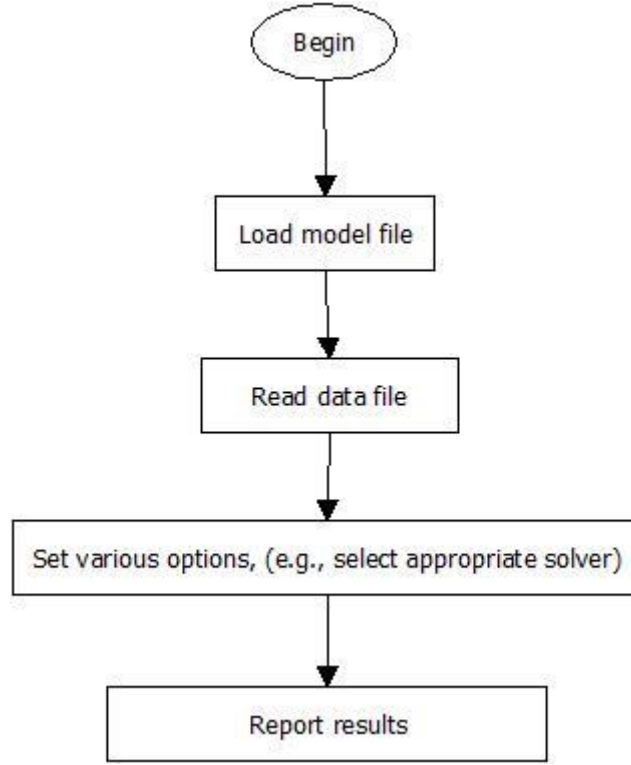 Begin
Load model file
Read data file
Set various options, (e.g., select appropriate solver)
Report results